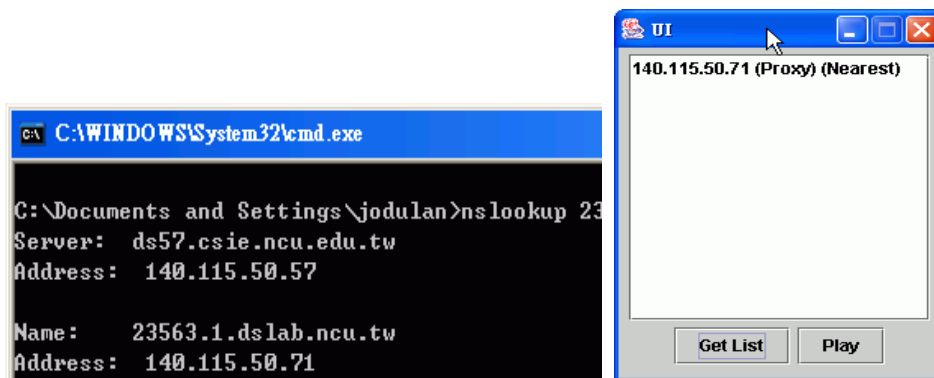 C:\WINDOWS\System32\cmd.exe
C:\Documents and Settings\jodulan>nslookup 23
Server: ds57.csie.ncu.edu.tw
Address: 140.115.50.57
Name: 23563.1.dslab.ncu.tw
Address: 140.115.50.71
UI
140.115.50.71 (Proxy) (Nearest)
Get List
Play